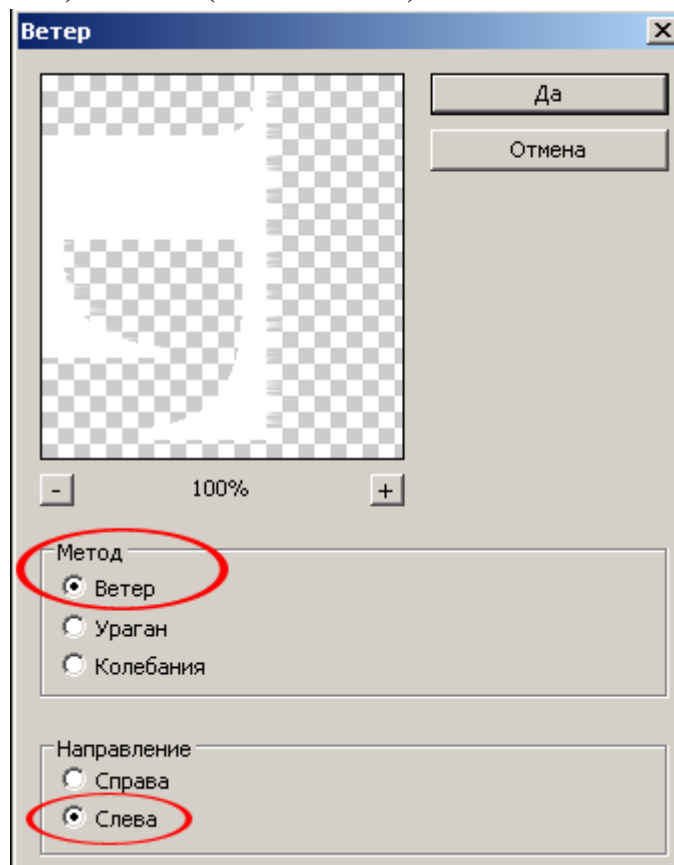 Ветер
Да
Отмена
- 100% +
Метод
Ветер
Ураган
Колебания
Направление
Справа
Слева